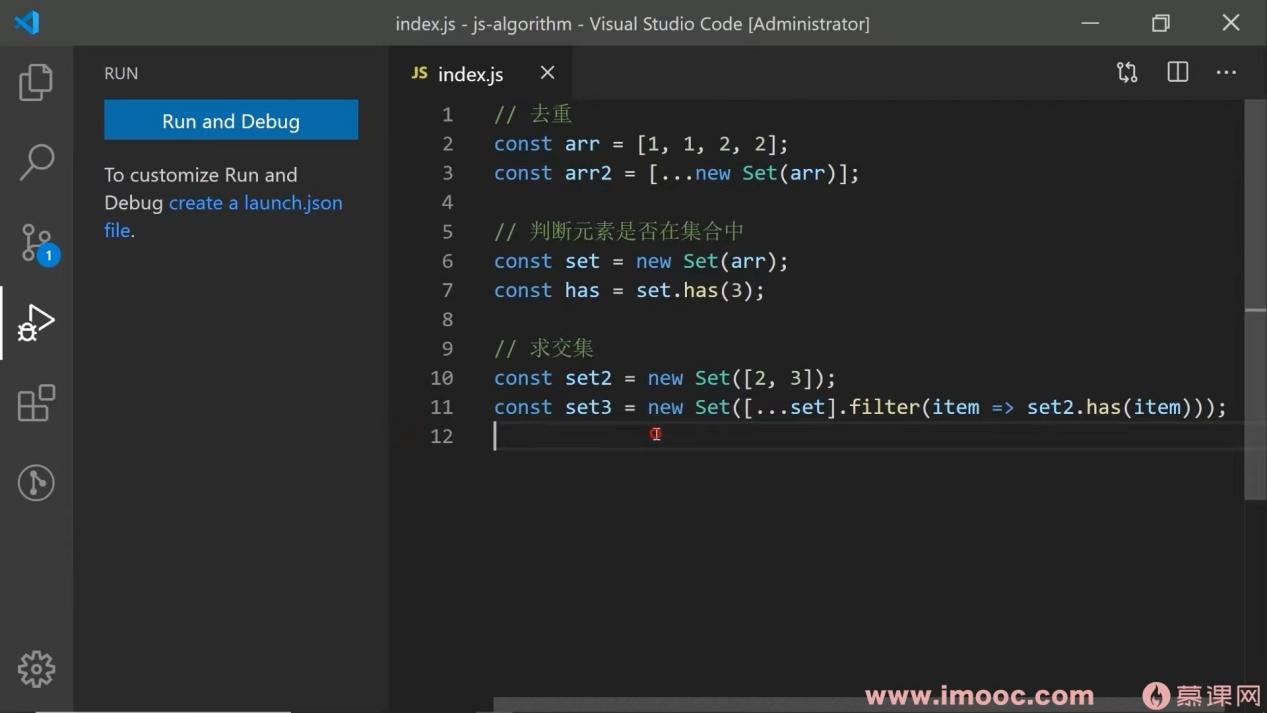 index.js - js-algorithm - Visual Studio Code [Administrator]
RUN
Run and Debug
To customize Run and
Debug create a launch.json
file.
1
JS index.js
1 // 去重
2 const arr = [1, 1, 2, 2];
3 const arr2 = [...new Set(arr)];
4
5 // 判断元素是否在集合中
6 const set = new Set(arr);
7 const has = set.has(3);
8
9 // 求交集
10 const set2 = new Set([2, 3]);
11 const set3 = new Set([...set].filter(item => set2.has(item)));
12
www.imooc.com 慕课网